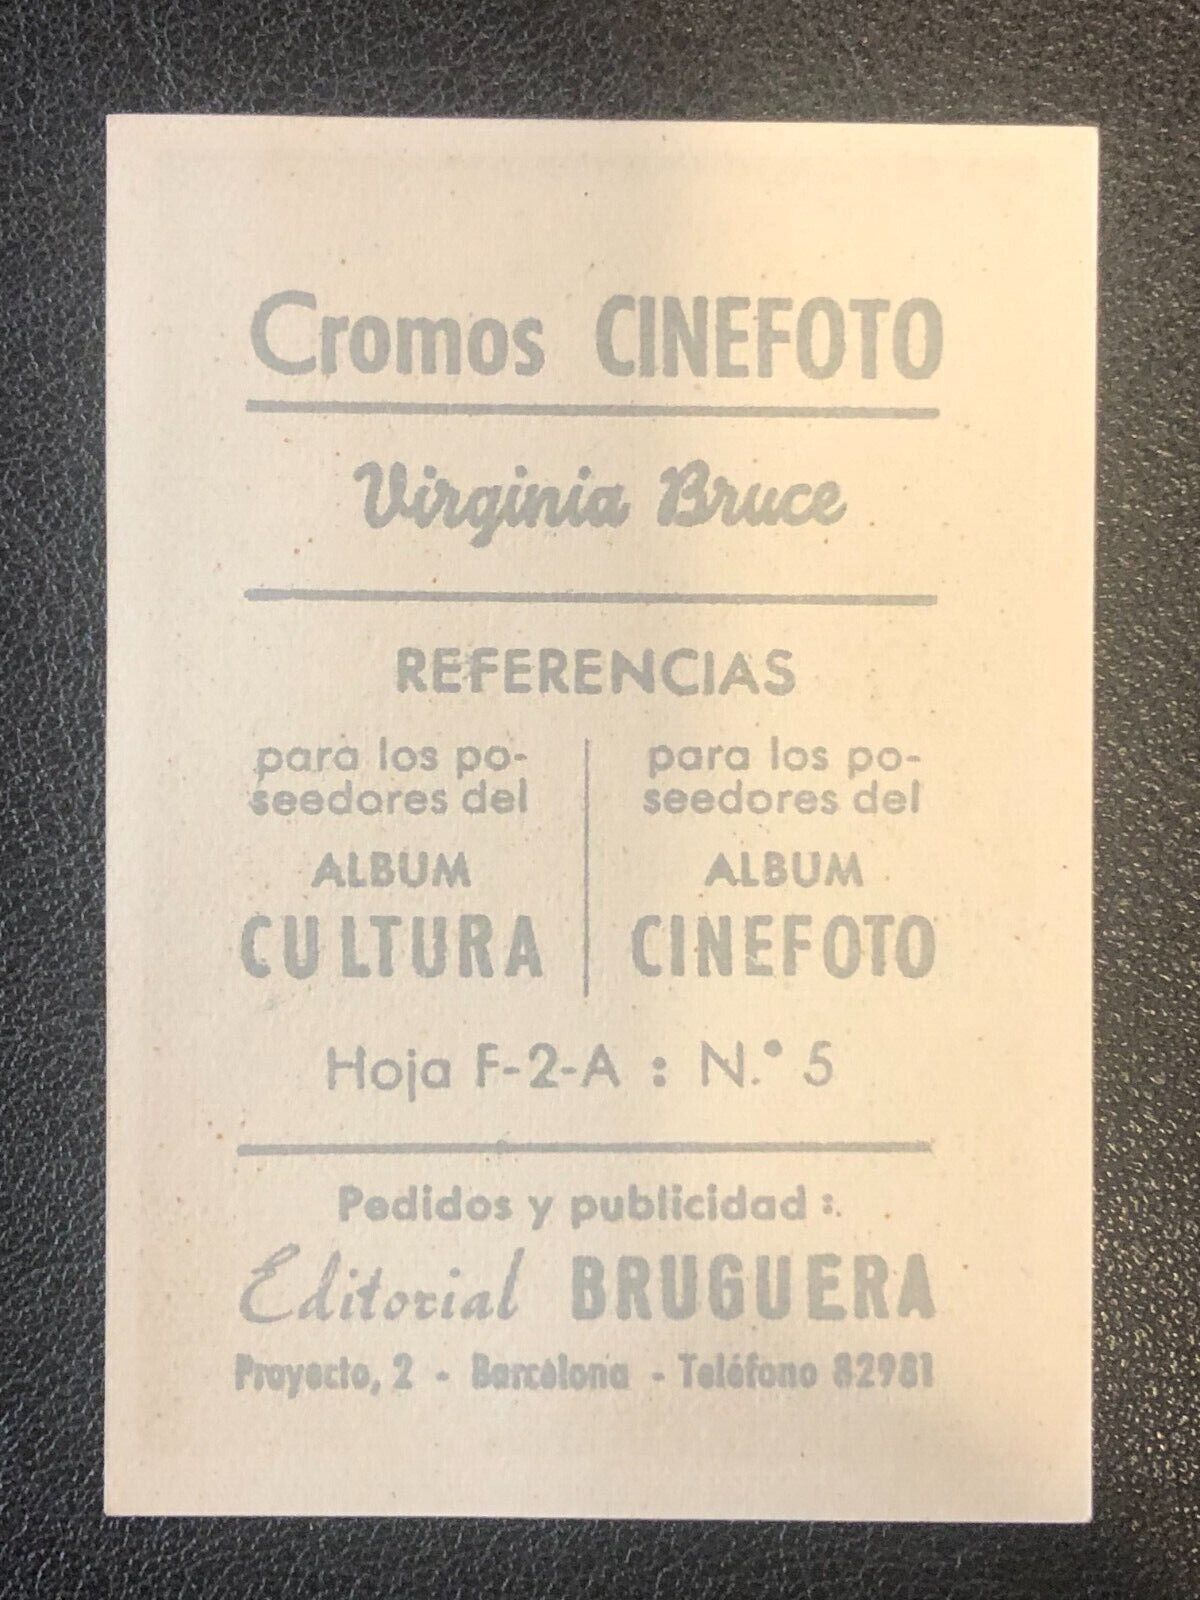 Cromos CINEFOTO
Virginia Bruce
REFERENCIAS
para los po-
seedores del
ALBUM
CULTURA
para los po-
seedores del
ALBUM
CINEFOTO
Hoja F-2-A : N.º 5
Pedidos y publicidad :.
Editorial BRUGUERA
Proyecto, 2 - Barcelona - Teléfono 82981